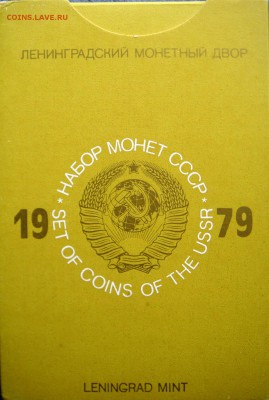 COINS.LAVE.RU
ЛЕНИНГРАДСКИЙ МОНЕТНЫЙ ДВОР
* НАБОР МОНЕТ СССР *
19 79
SET OF COINS OF THE USSR
LENINGRAD MINT